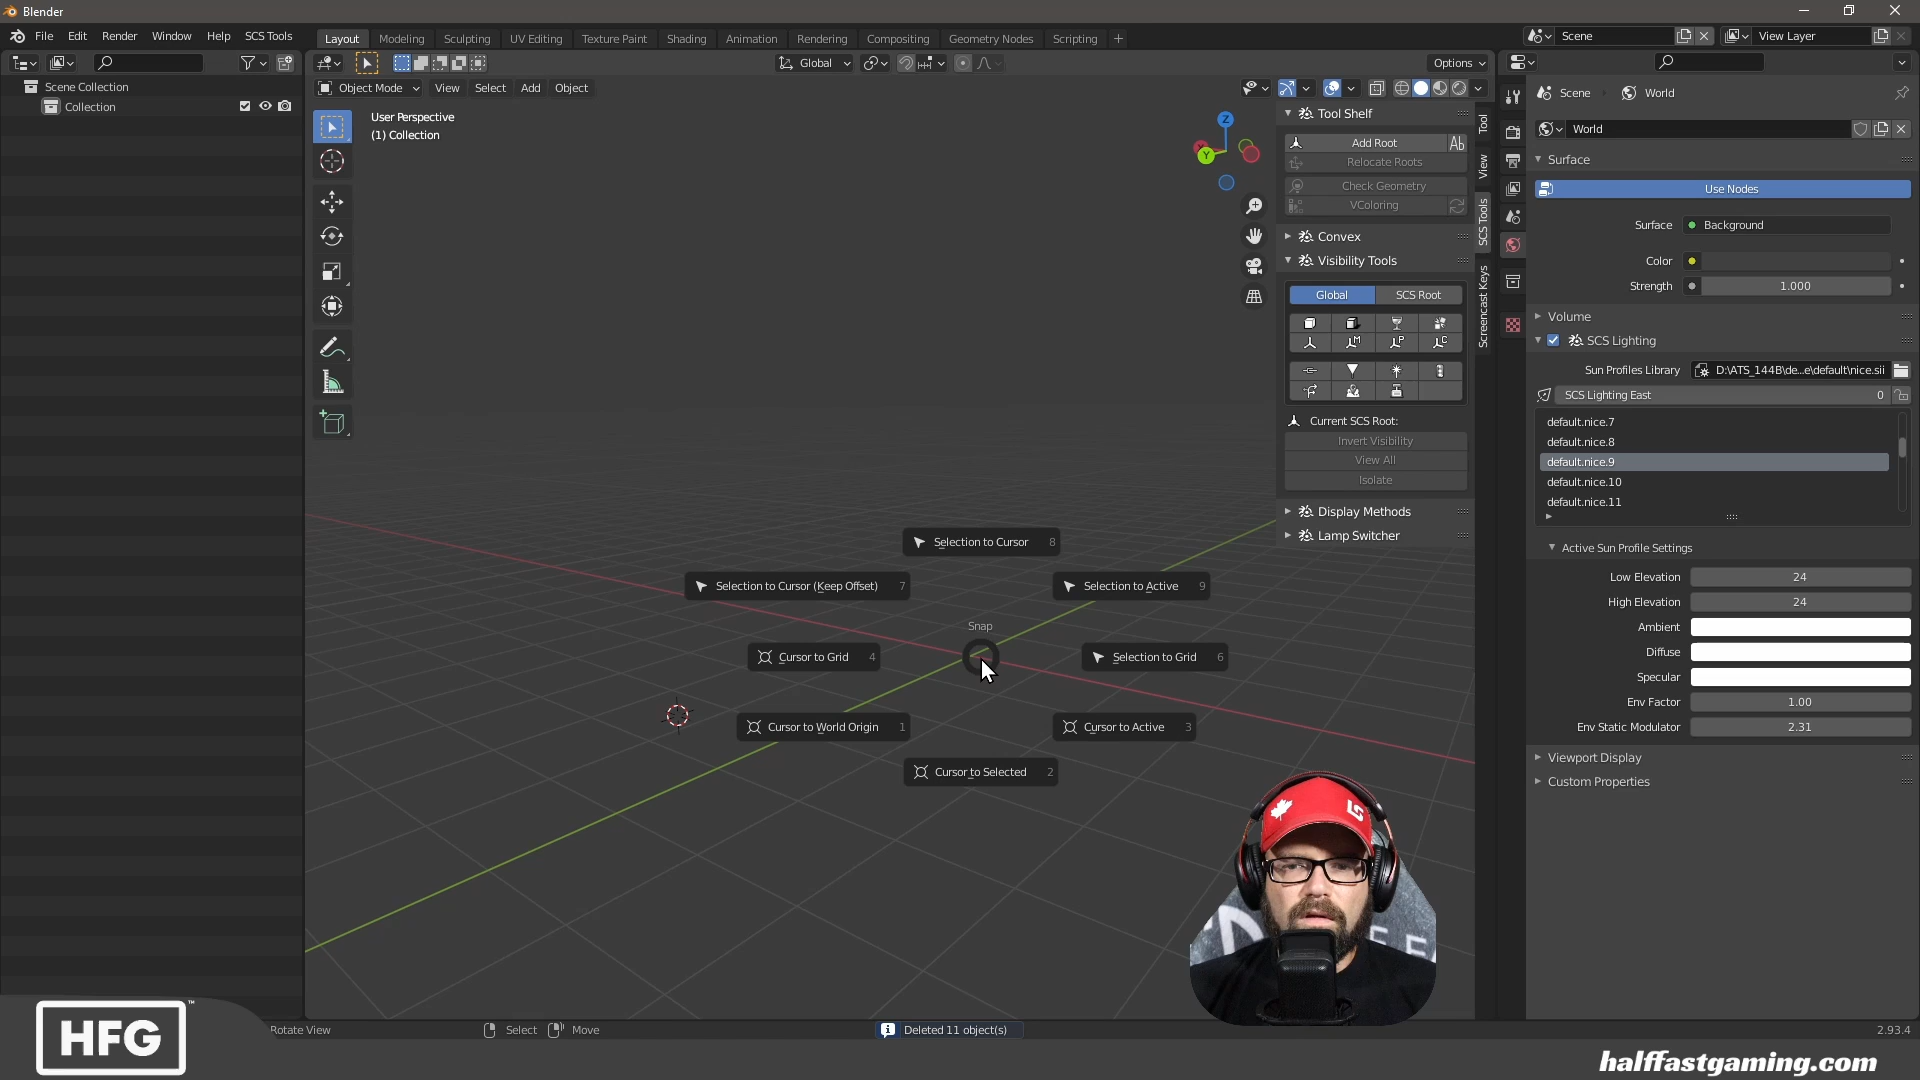 Blender
File Edit Render Window Help SCS Tools
Layout Modeling Sculpting UV Editing Texture Paint Shading Animation Rendering Compositing Geometry Nodes Scripting +
Scene
View Layer
Global
Options
Scene Collection
Collection
Object Mode View Select Add Object
User Perspective
(1) Collection
Z
Y
Tool
View
SCS Tools
Screencast Keys
Tool Shelf
Add Root
Relocate Roots
Check Geometry
VColoring
Convex
Visibility Tools
Global SCS Root
Current SCS Root:
Invert Visibility
View All
Isolate
Display Methods
Lamp Switcher
Selection to Cursor 8
Selection to Cursor (Keep Offset) 7
Selection to Active 9
Snap
Cursor to Grid 4
Selection to Grid 6
Cursor to World Origin 1
Cursor to Active 3
Cursor to Selected 2
Scene > World
World
Surface
Use Nodes
Surface Background
Color
Strength 1.000
Volume
SCS Lighting
Sun Profiles Library D:\ATS_144B\de...e\default\nice.sii
SCS Lighting East 0
default.nice.7
default.nice.8
default.nice.9
default.nice.10
default.nice.11
Active Sun Profile Settings
Low Elevation 24
High Elevation 24
Ambient
Diffuse
Specular
Env Factor 1.00
Env Static Modulator 2.31
Viewport Display
Custom Properties
Rotate View
Select
Move
Deleted 11 object(s)
2.93.4
HFG™
halffastgaming.com